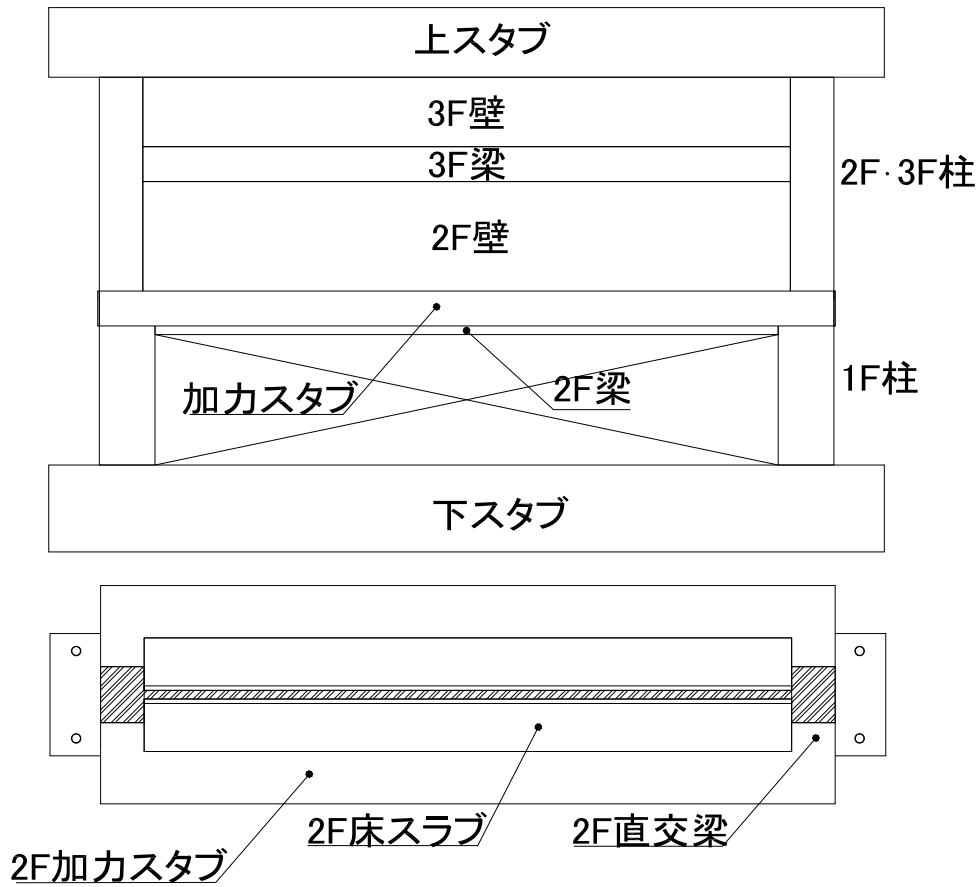 上スタブ
3F壁
3F梁
2F･3F柱
2F壁
加力スタブ
2F梁
1F柱
下スタブ
2F床スラブ
2F直交梁
2F加力スタブ